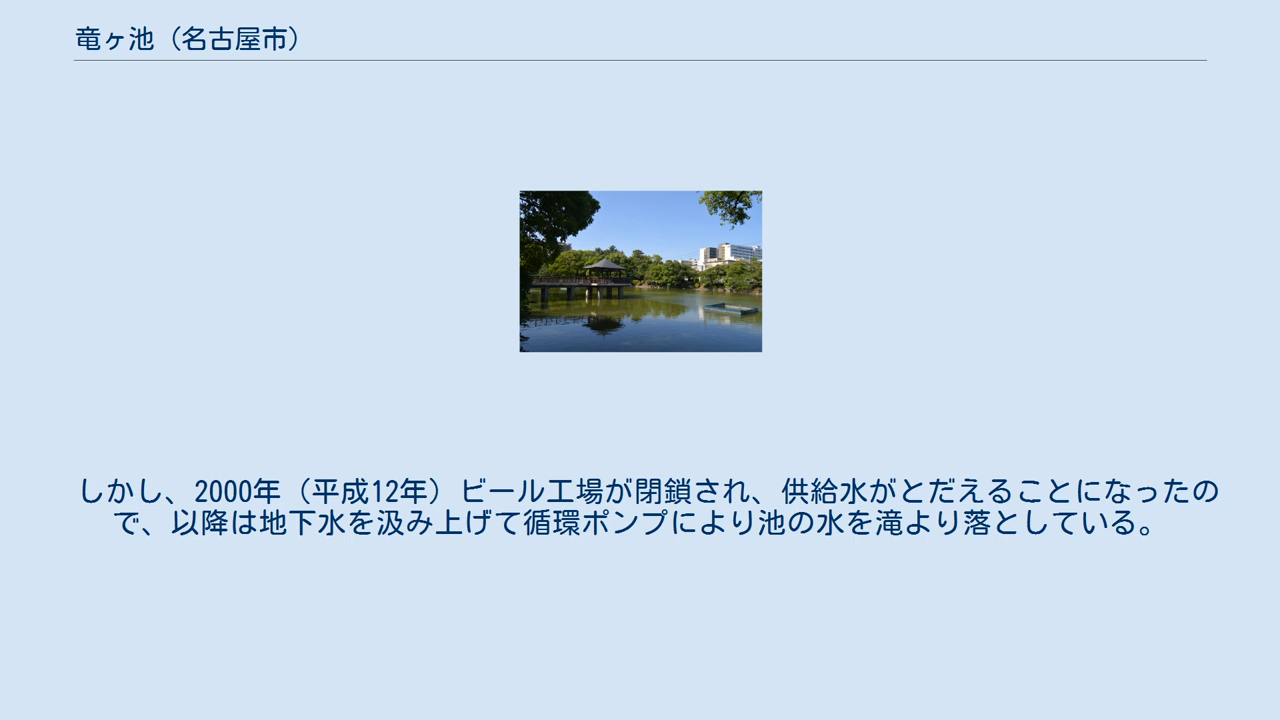 竜ヶ池（名古屋市）
しかし、2000年（平成12年）ビール工場が閉鎖され、供給水がとだえることになったの
で、以降は地下水を汲み上げて循環ポンプにより池の水を滝より落としている。